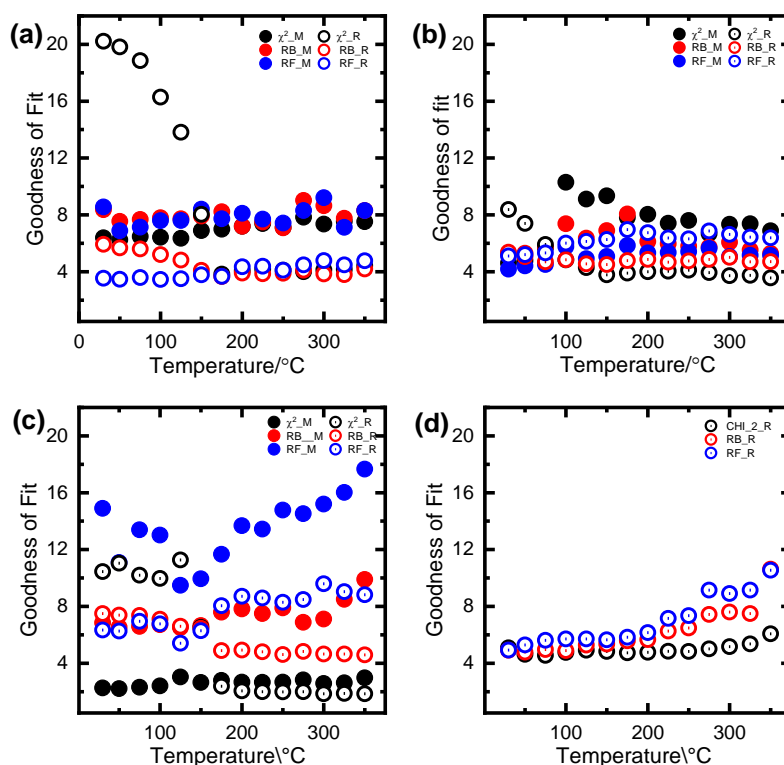 (a)
χ²_M χ²_R
RB_M RB_R
RF_M RF_R
20
16
12
8
4
Goodness of Fit
0 100 200 300
Temperature/°C
(b)
χ²_M χ²_R
RB_M RB_R
RF_M RF_R
20
16
12
8
4
Goodness of fit
100 200 300
Temperature/°C
(c)
χ²_M χ²_R
RB__M RB_R
RF_M RF_R
20
16
12
8
4
Goodness of Fit
100 200 300
Temperature\°C
(d)
CHI_2_R
RB_R
RF_R
20
16
12
8
4
Goodness of Fit
100 200 300
Temperature\°C